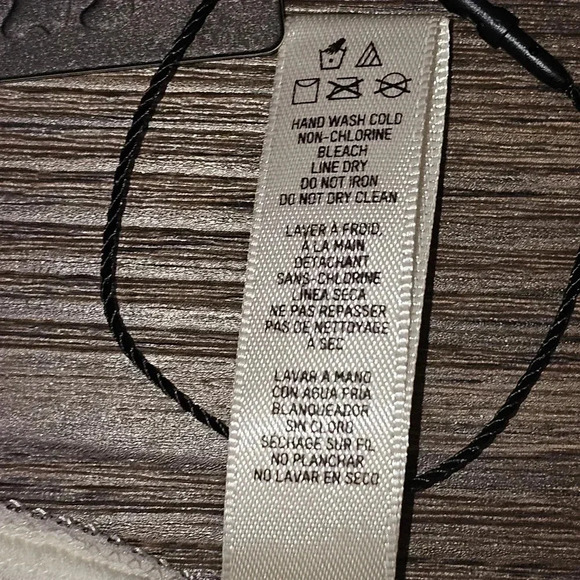 HAND WASH COLD
NON-CHLORINE
BLEACH
LINE DRY
DO NOT IRON
DO NOT DRY CLEAN
LAVER À FROID,
À LA MAIN
DÉTACHANT
SANS-CHLORINE
LÍNEA SECA
NE PAS REPASSER
PAS DE NETTOYAGE
À SEC
LAVAR A MANO
CON AGUA FRIA
BLANQUEADOR
SIN CLORO
SÉCHAGE SUR FIL
NO PLANCHAR
NO LAVAR EN SECO